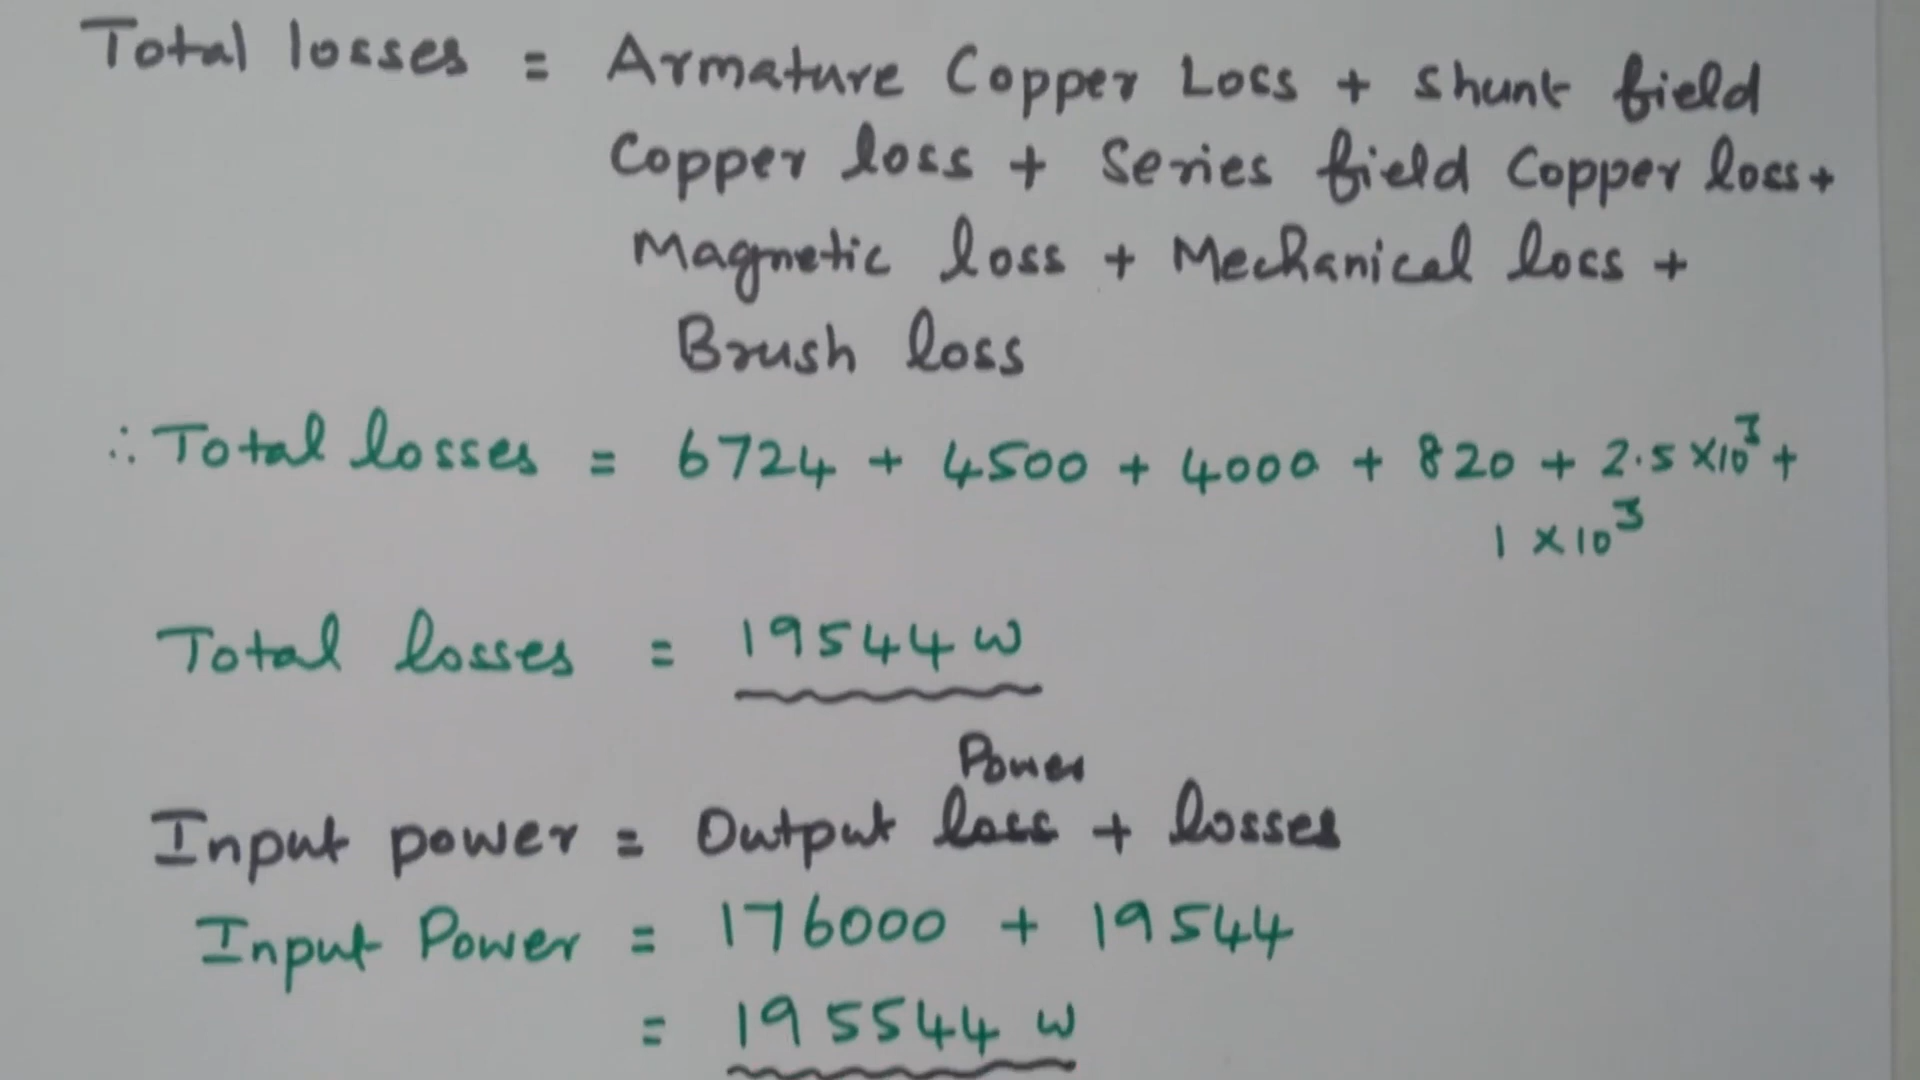 Total losses = Armature Copper Loss + shunt field
Copper loss + Series field Copper loss +
Magnetic loss + Mechanical loss +
Brush loss
∴ Total losses = 6724 + 4500 + 4000 + 820 + 2.5 × 10³ +
1 × 10³
Total losses = 19544 W
Power
Input power = Output loss + losses
Input Power = 176000 + 19544
= 195544 W